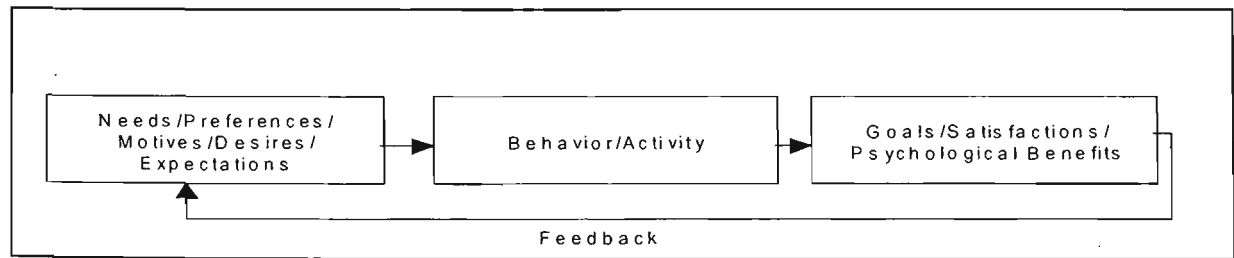 Needs/Preferences/
Motives/Desires/
Expectations
Behavior/Activity
Goals/Satisfactions/
Psychological Benefits
Feedback